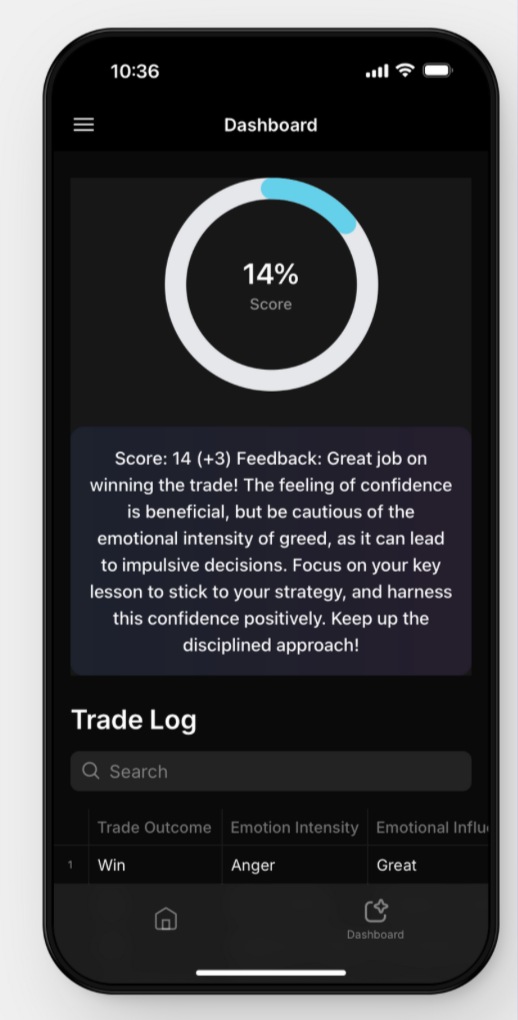 10:36
Dashboard
14%
Score
Score: 14 (+3) Feedback: Great job on
winning the trade! The feeling of confidence
is beneficial, but be cautious of the
emotional intensity of greed, as it can lead
to impulsive decisions. Focus on your key
lesson to stick to your strategy, and harness
this confidence positively. Keep up the
disciplined approach!
Trade Log
Search
Trade Outcome Emotion Intensity Emotional Influ
1 Win Anger Great
Dashboard